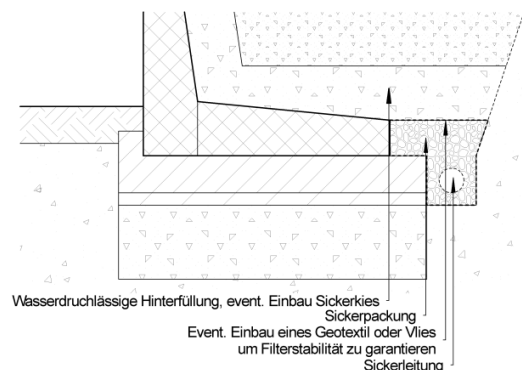 Wasserdruchlässige Hinterfüllung, event. Einbau Sickerkies
Sickerpackung
Event. Einbau eines Geotextil oder Vlies
um Filterstabilität zu garantieren
Sickerleitung